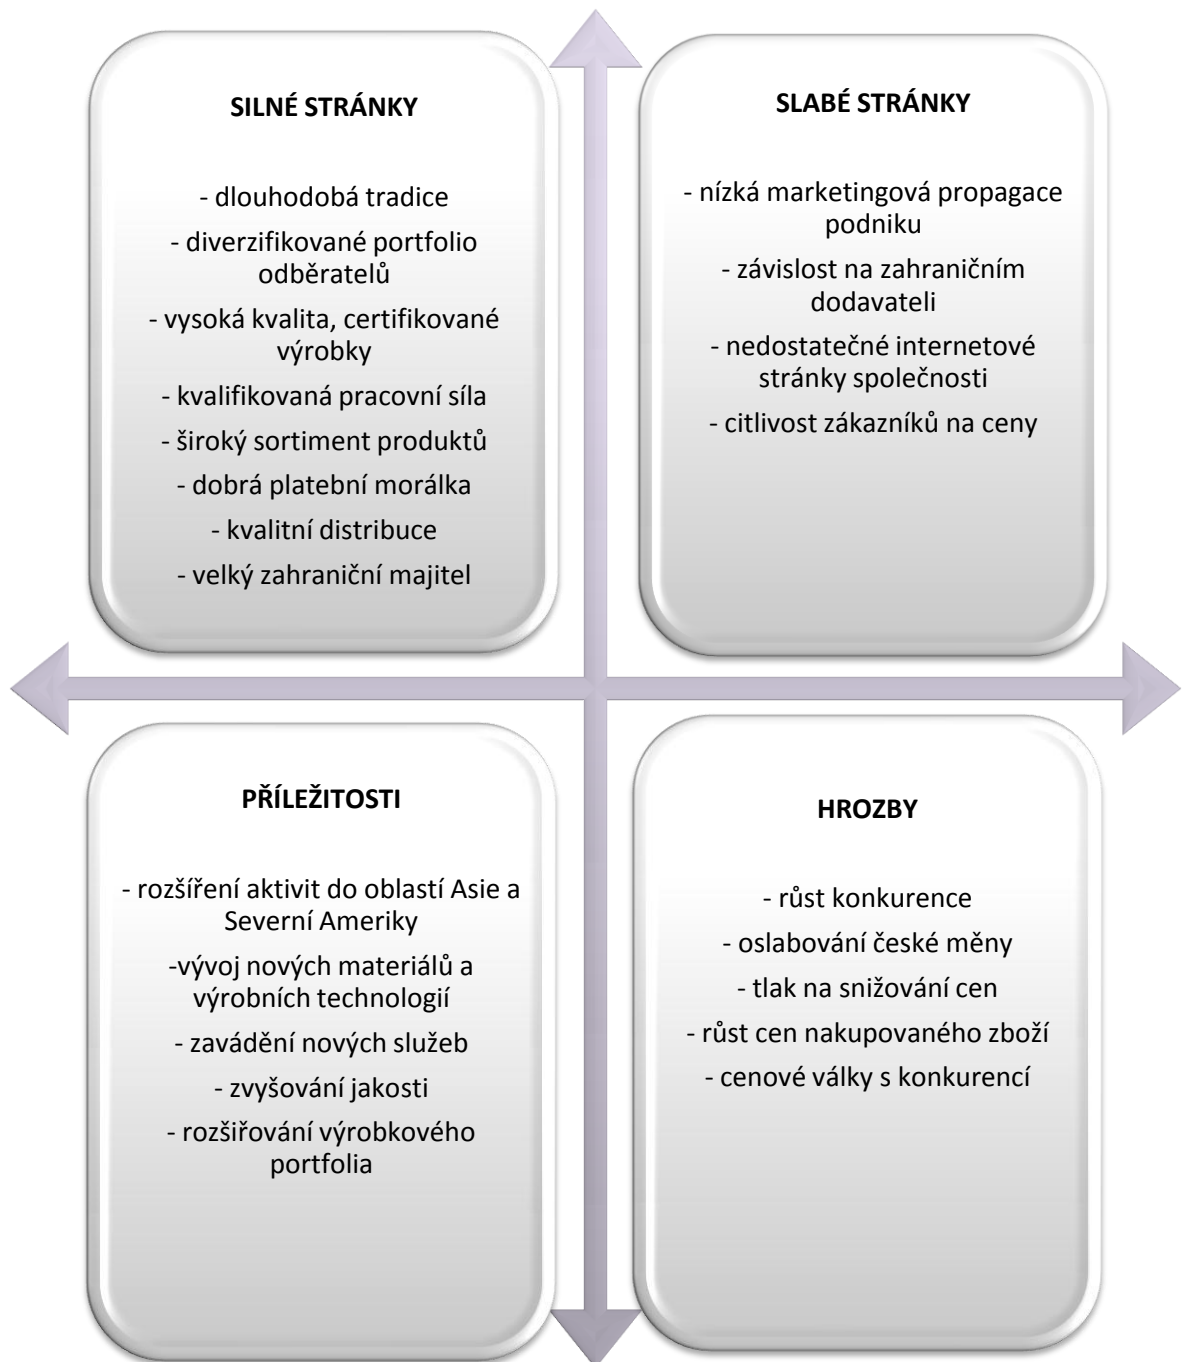 SILNÉ STRÁNKY
- dlouhodobá tradice
- diverzifikované portfolio
odběratelů
- vysoká kvalita, certifikované
výrobky
- kvalifikovaná pracovní síla
- široký sortiment produktů
- dobrá platební morálka
- kvalitní distribuce
- velký zahraniční majitel
SLABÉ STRÁNKY
- nízká marketingová propagace
podniku
- závislost na zahraničním
dodavateli
- nedostatečné internetové
stránky společnosti
- citlivost zákazníků na ceny
PŘÍLEŽITOSTI
- rozšíření aktivit do oblastí Asie a
Severní Ameriky
-vývoj nových materiálů a
výrobních technologií
- zavádění nových služeb
- zvyšování jakosti
- rozšiřování výrobkového
portfolia
HROZBY
- růst konkurence
- oslabování české měny
- tlak na snižování cen
- růst cen nakupovaného zboží
- cenové války s konkurencí